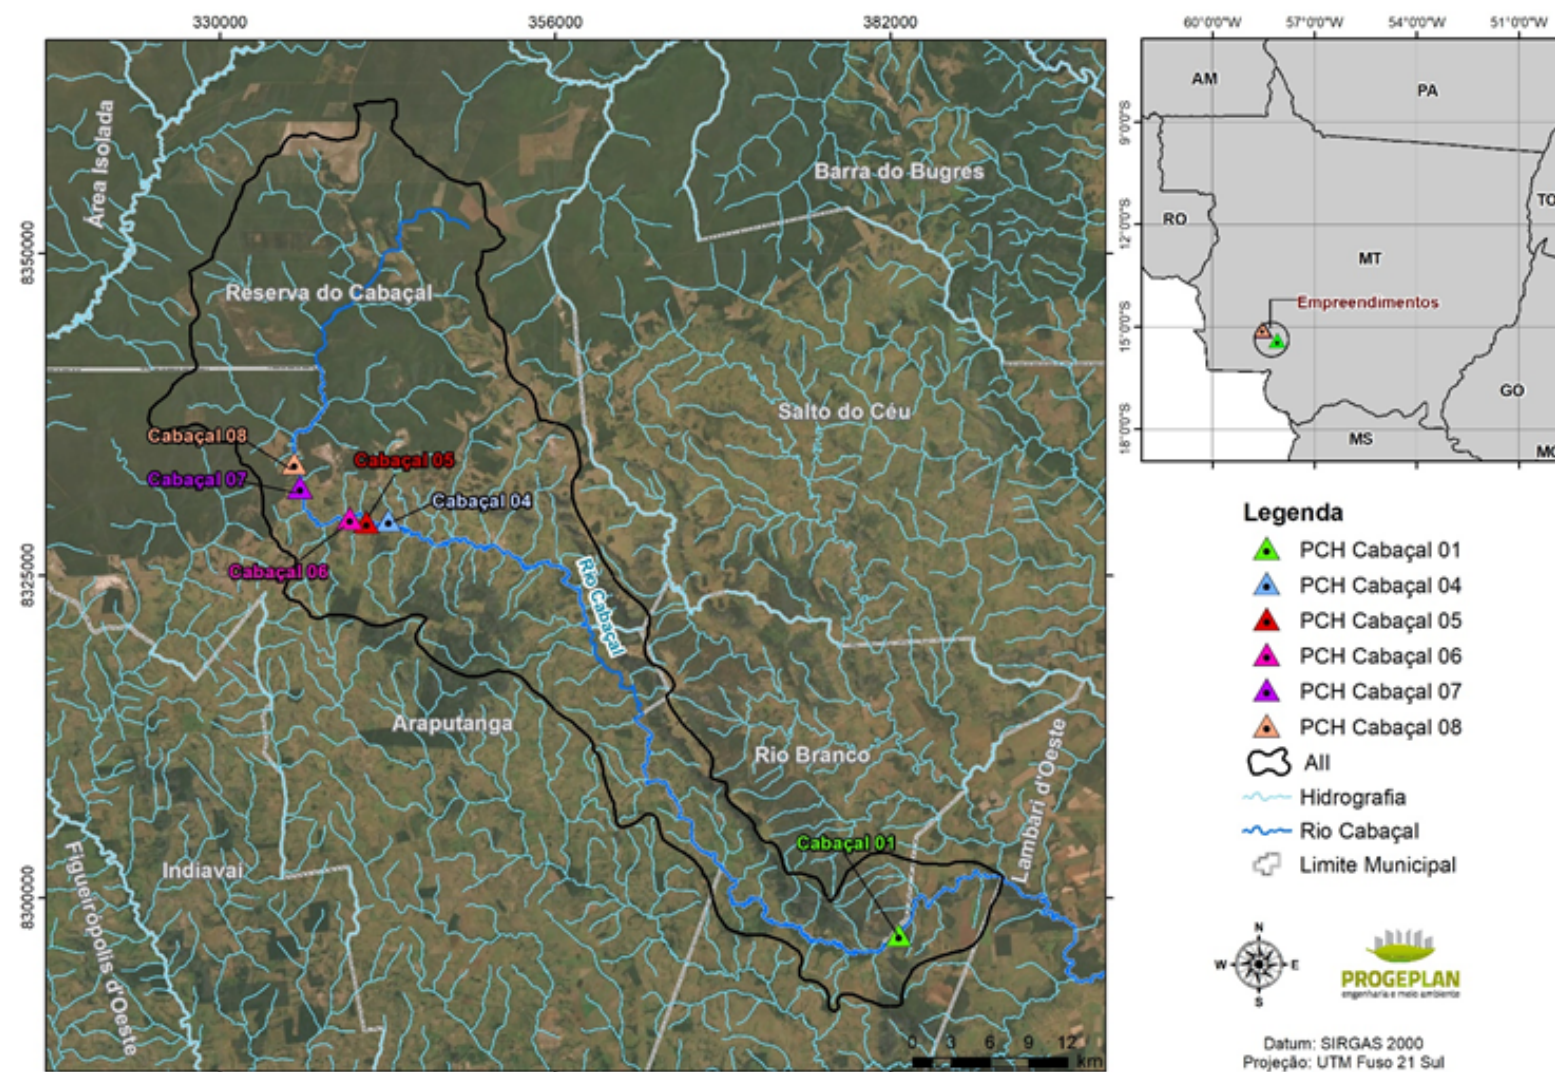 330000
356000
382000
60°0'0"W
57°0'0"W
54°0'0"W
51°0'0"W
8350000
8325000
8300000
Área Isolada
Barra do Bugres
Reserva do Cabaçal
Salto do Céu
Cabaçal 08
Cabaçal 05
Cabaçal 07
Cabaçal 04
Cabaçal 06
Rio Cabaçal
Araputanga
Rio Branco
Lambari d'Oeste
Cabaçal 01
Indiavai
Figueirópolis d'Oeste
0 3 6 9 12
km
9°0'0"S
12°0'0"S
15°0'0"S
18°0'0"S
AM
PA
RO
TO
MT
Empreendimentos
GO
MS
Legenda
PCH Cabaçal 01
PCH Cabaçal 04
PCH Cabaçal 05
PCH Cabaçal 06
PCH Cabaçal 07
PCH Cabaçal 08
AII
Hidrografia
Rio Cabaçal
Limite Municipal
N
W E
S
PROGEPLAN
engenharia e meio ambiente
Datum: SIRGAS 2000
Projeção: UTM Fuso 21 Sul